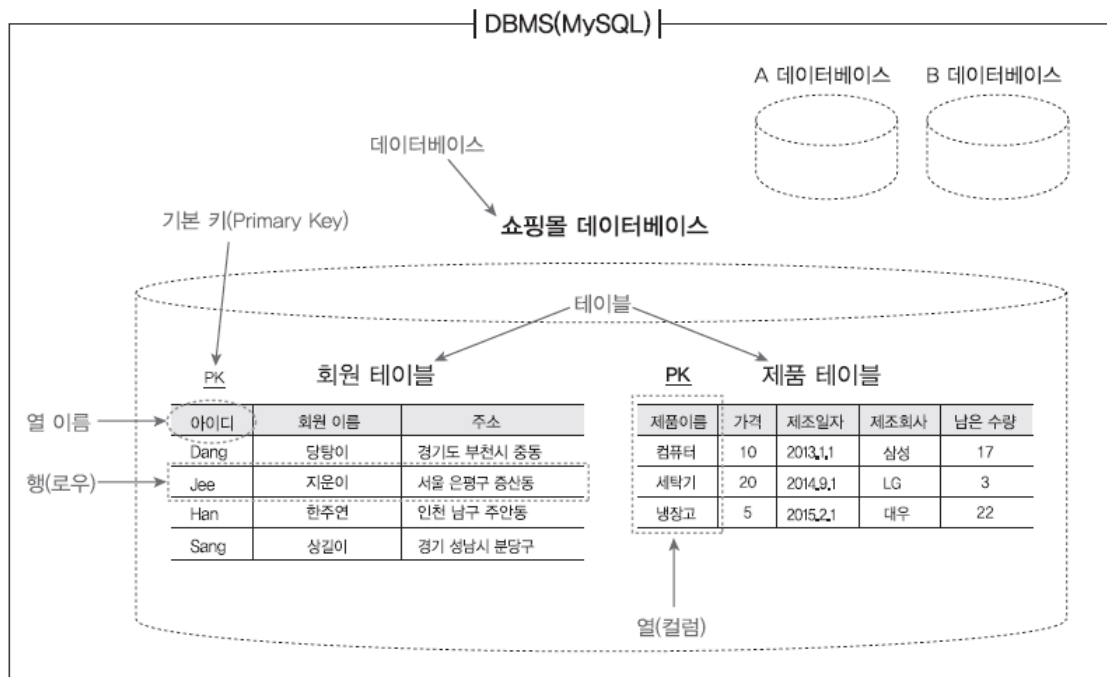 DBMS(MySQL)
A 데이터베이스 B 데이터베이스
데이터베이스
기본 키(Primary Key)
쇼핑몰 데이터베이스
테이블
PK 회원 테이블 PK 제품 테이블
열 이름
아이디 회원 이름 주소
Dang 당탕이 경기도 부천시 중동
행(로우)
Jee 지운이 서울 은평구 증산동
Han 한주연 인천 남구 주안동
Sang 상길이 경기 성남시 분당구
제품이름 가격 제조일자 제조회사 남은 수량
컴퓨터 10 2013.1.1 삼성 17
세탁기 20 2014.9.1 LG 3
냉장고 5 2015.2.1 대우 22
열(컬럼)